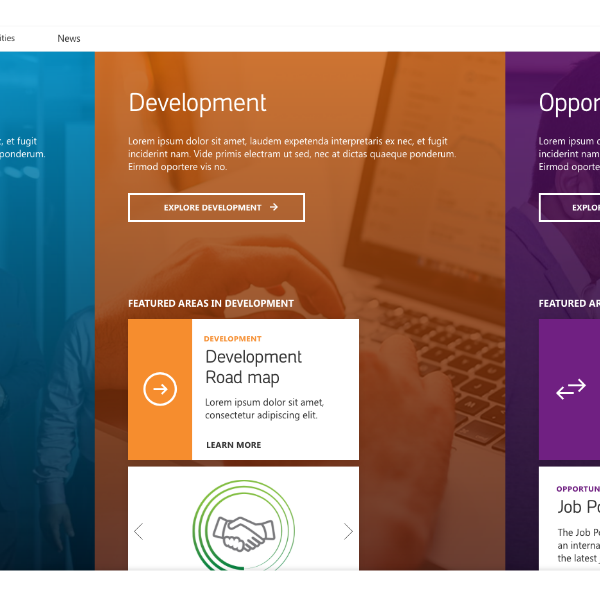 ities
News
, et fugit
ponderum.
Development
Lorem ipsum dolor sit amet, laudem expetenda interpretaris ex nec, et fugit
inciderint nam. Vide primis electram ut sed, nec at dictas quaeque ponderum.
Eirmod oportere vis no.
EXPLORE DEVELOPMENT
FEATURED AREAS IN DEVELOPMENT
DEVELOPMENT
Development
Road map
Lorem ipsum dolor sit amet,
consectetur adipiscing elit.
LEARN MORE
Oppor
Lorem ipsum
inciderint nam
Eirmod oporte
EXPLOR
FEATURED AR
OPPORTUN
Job Po
The Job Po
an interna
the latest